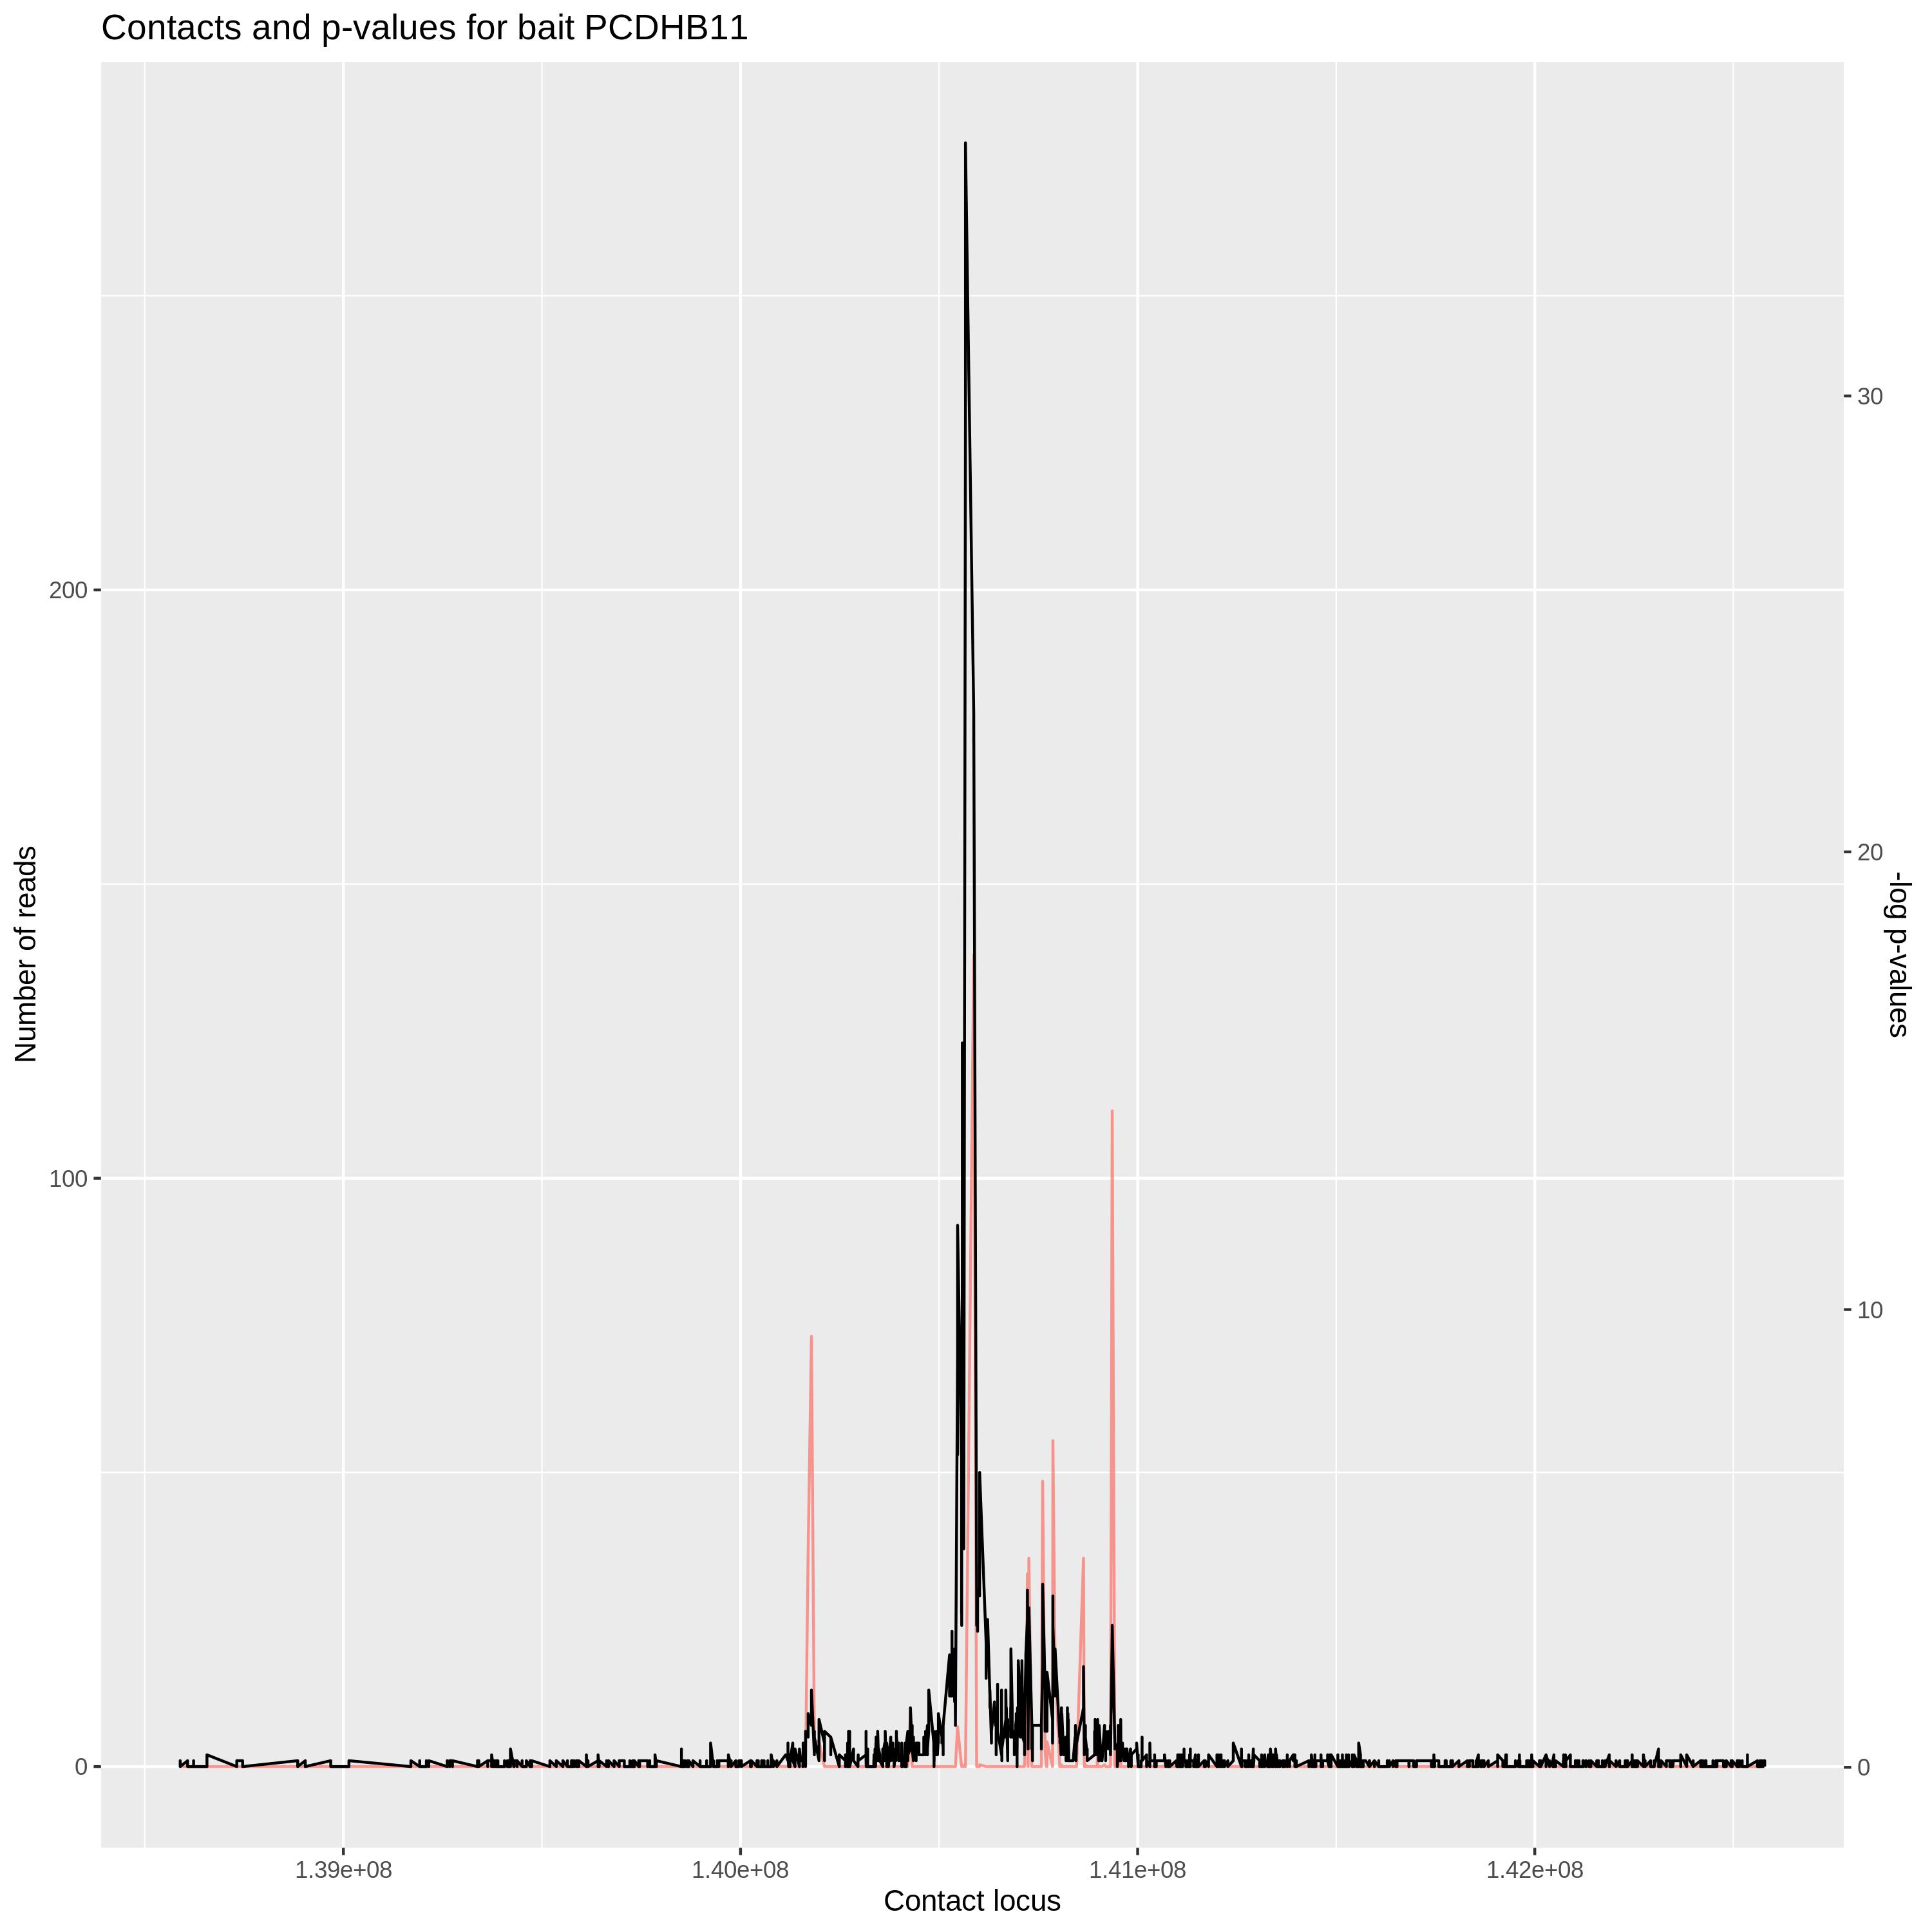 Contacts and p-values for bait PCDHB11
Number of reads
200
100
0
30
20
10
0
-log p-values
1.39e+08
1.40e+08
1.41e+08
1.42e+08
Contact locus